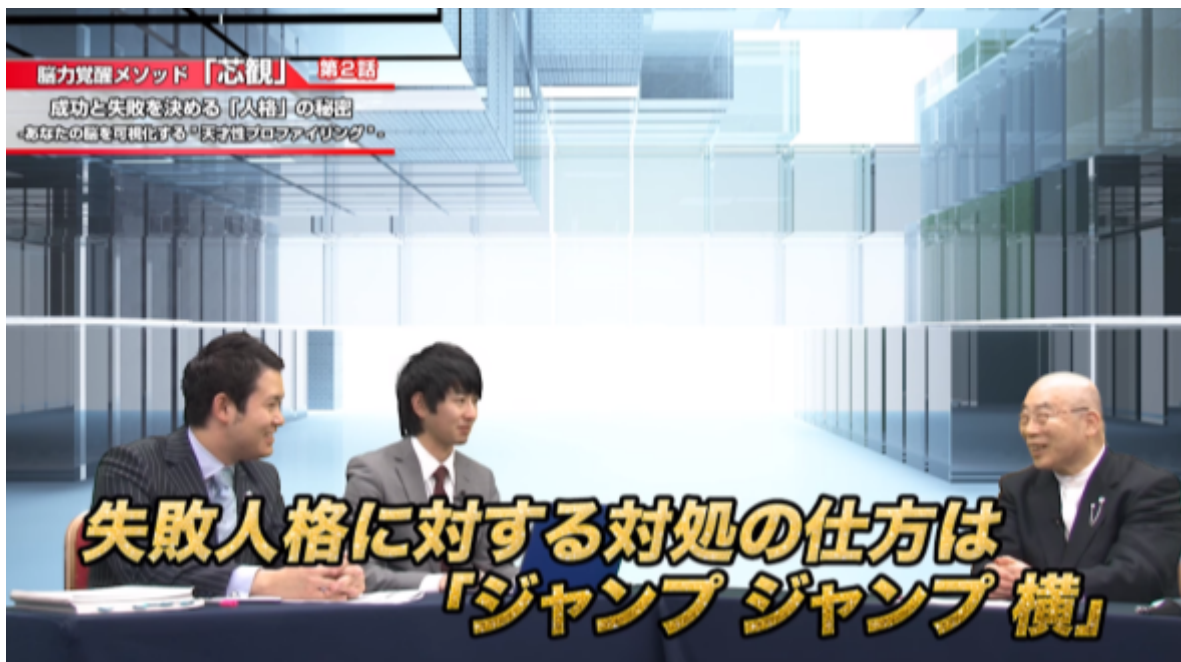 脳力覚醒メソッド「芯観」 第2話
成功と失敗を決める「人格」の秘密
-あなたの脳を可視化する"天才性プロファイリング"-
失敗人格に対する対処の仕方は
「ジャンプ ジャンプ 横」